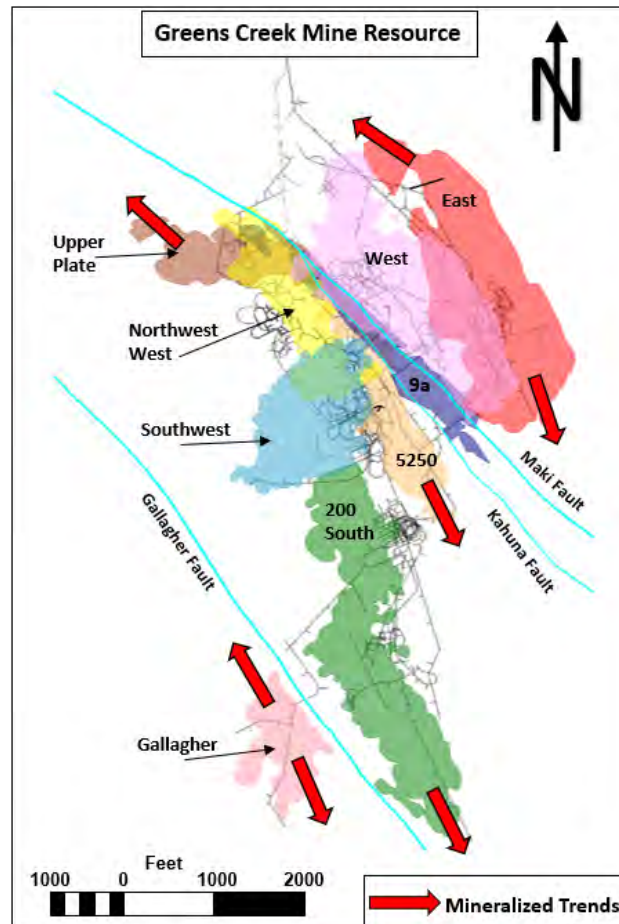 Greens Creek Mine Resource
N
East
West
Upper
Plate
Northwest
West
9a
Southwest
5250
Maki Fault
Kahuna Fault
Gallagher Fault
200
South
Gallagher
Feet
1000 0 1000 2000
Mineralized Trends